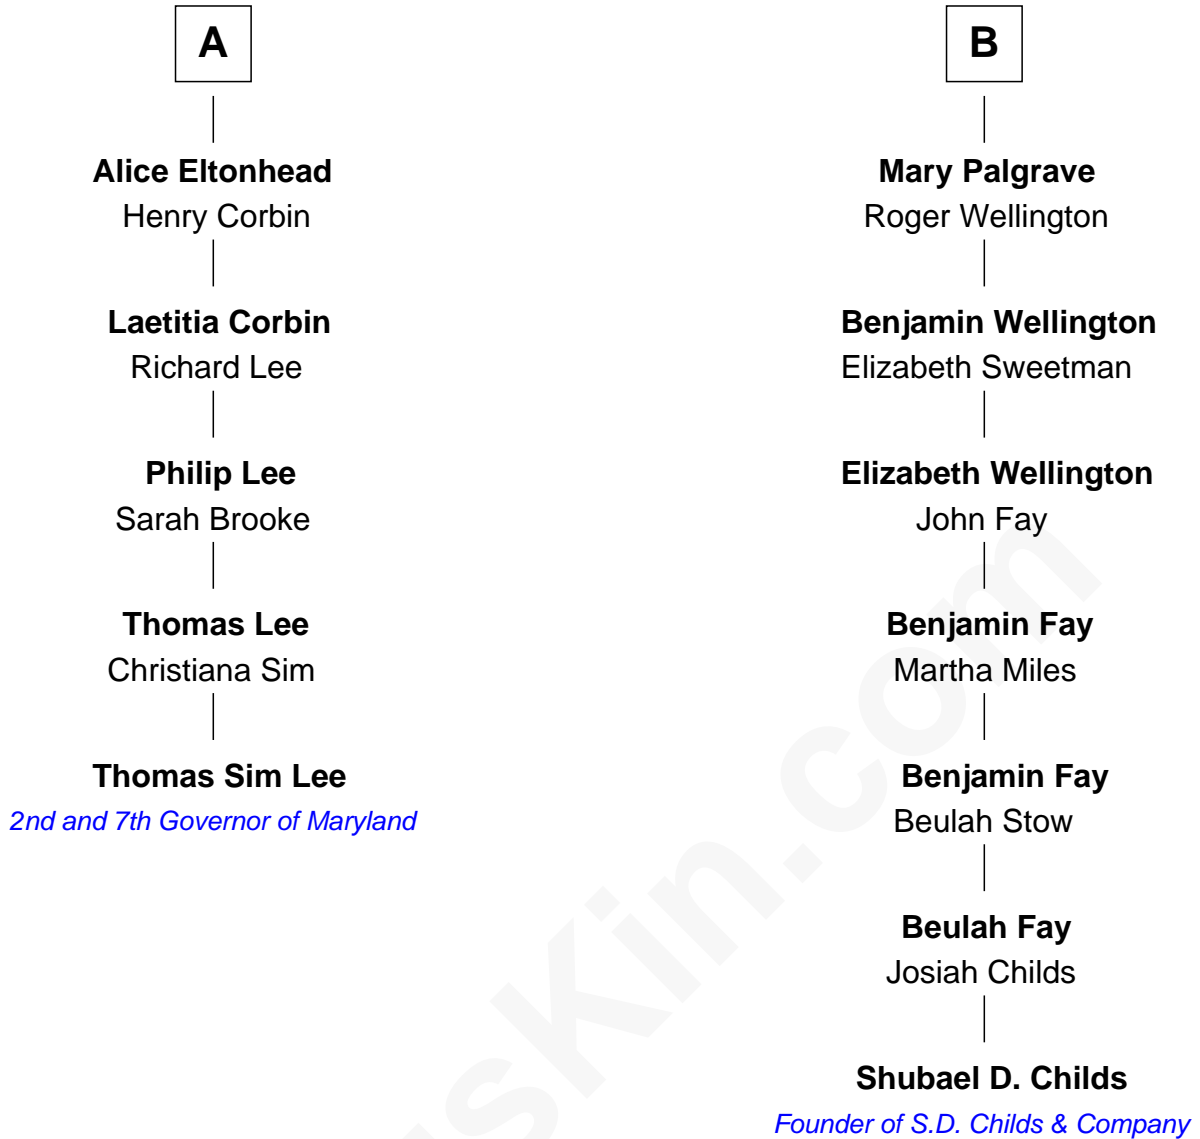 A
Alice Eltonhead
Henry Corbin
Laetitia Corbin
Richard Lee
Philip Lee
Sarah Brooke
Thomas Lee
Christiana Sim
Thomas Sim Lee
2nd and 7th Governor of Maryland
B
Mary Palgrave
Roger Wellington
Benjamin Wellington
Elizabeth Sweetman
Elizabeth Wellington
John Fay
Benjamin Fay
Martha Miles
Benjamin Fay
Beulah Stow
Beulah Fay
Josiah Childs
Shubael D. Childs
Founder of S.D. Childs & Company
sKin.com